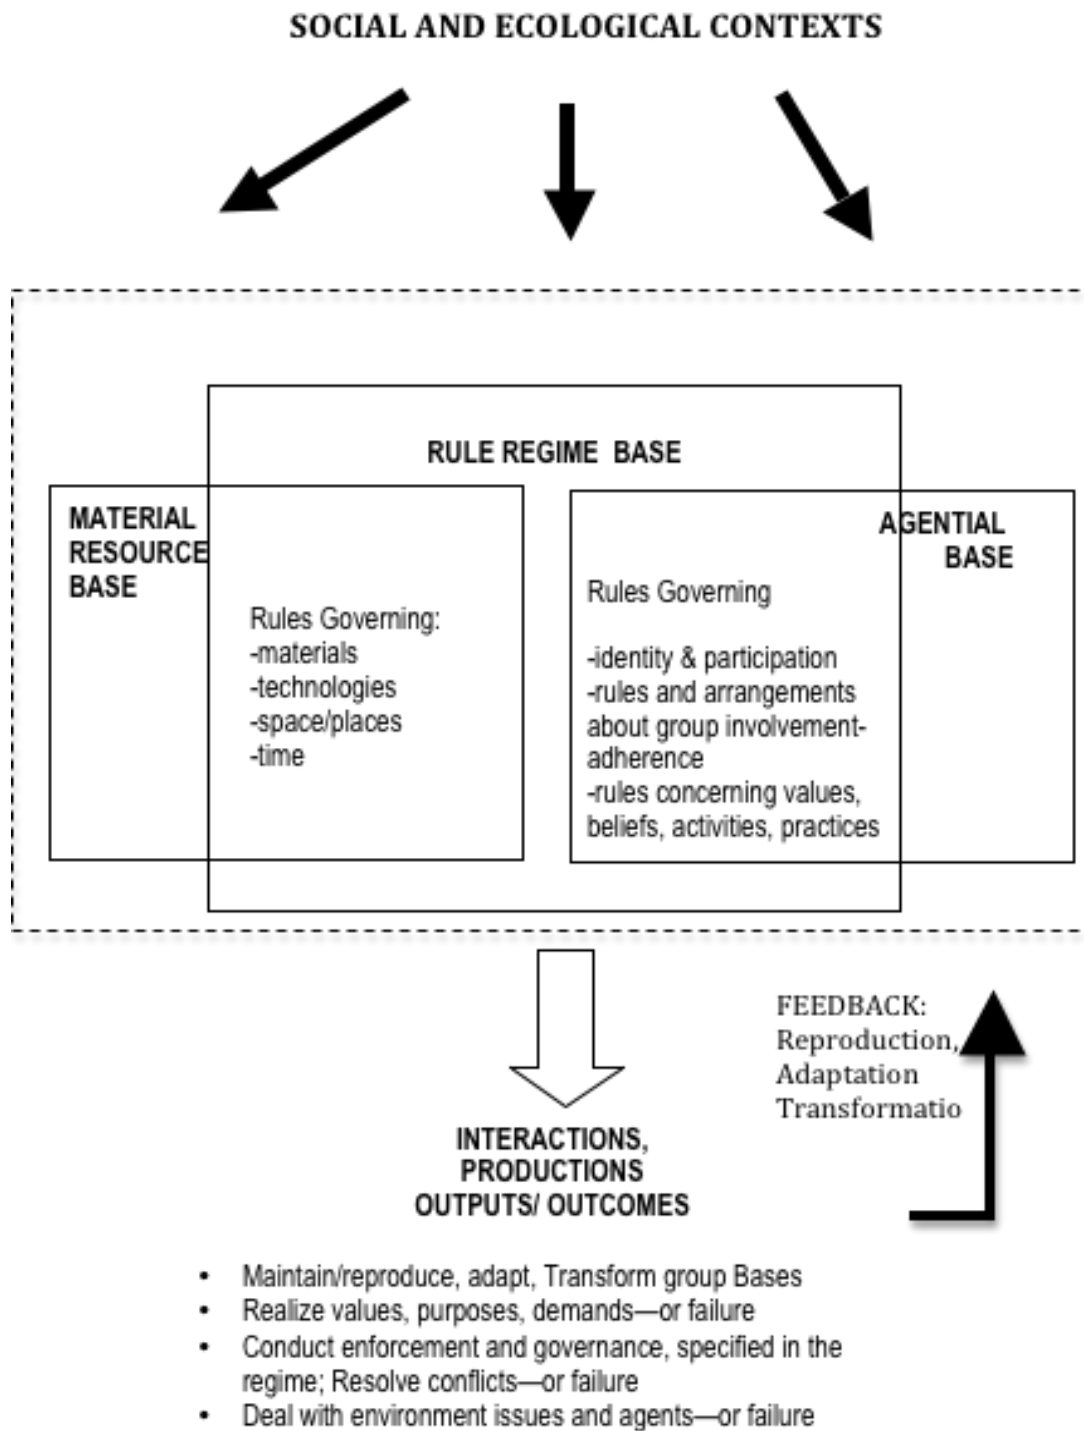 SOCIAL AND ECOLOGICAL CONTEXTS
RULE REGIME BASE
MATERIAL
RESOURCE
BASE
Rules Governing:
-materials
-technologies
-space/places
-time
AGENTIAL
BASE
Rules Governing
-identity & participation
-rules and arrangements
about group involvement-
adherence
-rules concerning values,
beliefs, activities, practices
FEEDBACK:
Reproduction,
Adaptation
Transformatio
INTERACTIONS,
PRODUCTIONS
OUTPUTS/ OUTCOMES
• Maintain/reproduce, adapt, Transform group Bases
• Realize values, purposes, demands—or failure
• Conduct enforcement and governance, specified in the
regime; Resolve conflicts—or failure
• Deal with environment issues and agents—or failure